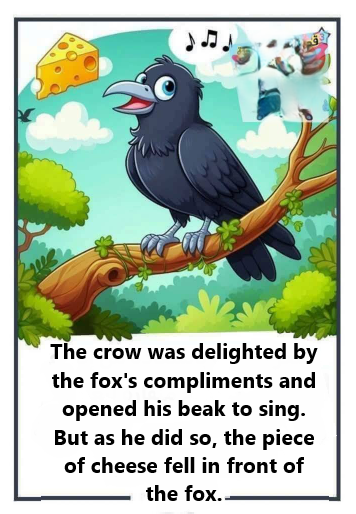 The crow was delighted by
the fox's compliments and
opened his beak to sing.
But as he did so, the piece
of cheese fell in front of
the fox.